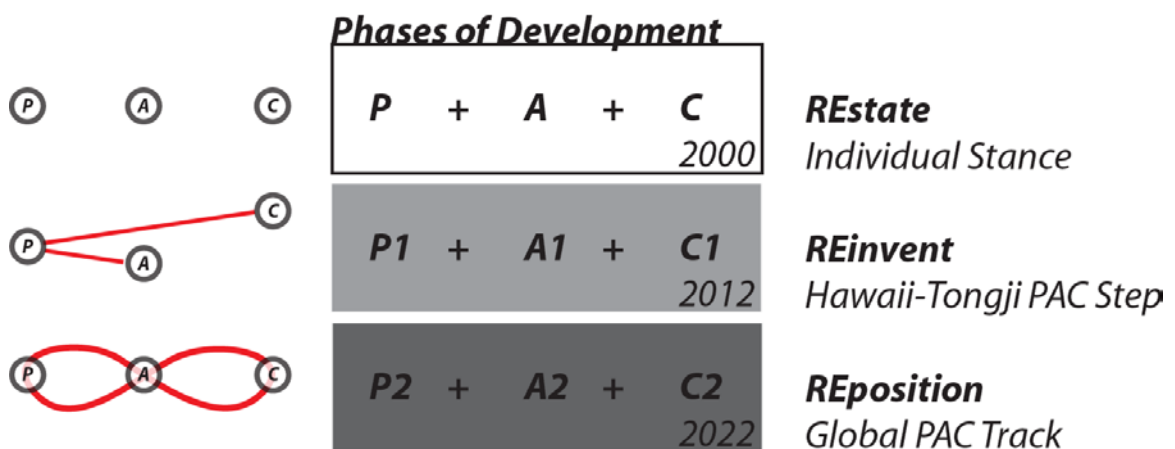 Phases of Development
P A C
P + A + C
2000
REstate
Individual Stance
P A C
P1 + A1 + C1
2012
REinvent
Hawaii-Tongji PAC Step
P A C
P2 + A2 + C2
2022
REposition
Global PAC Track